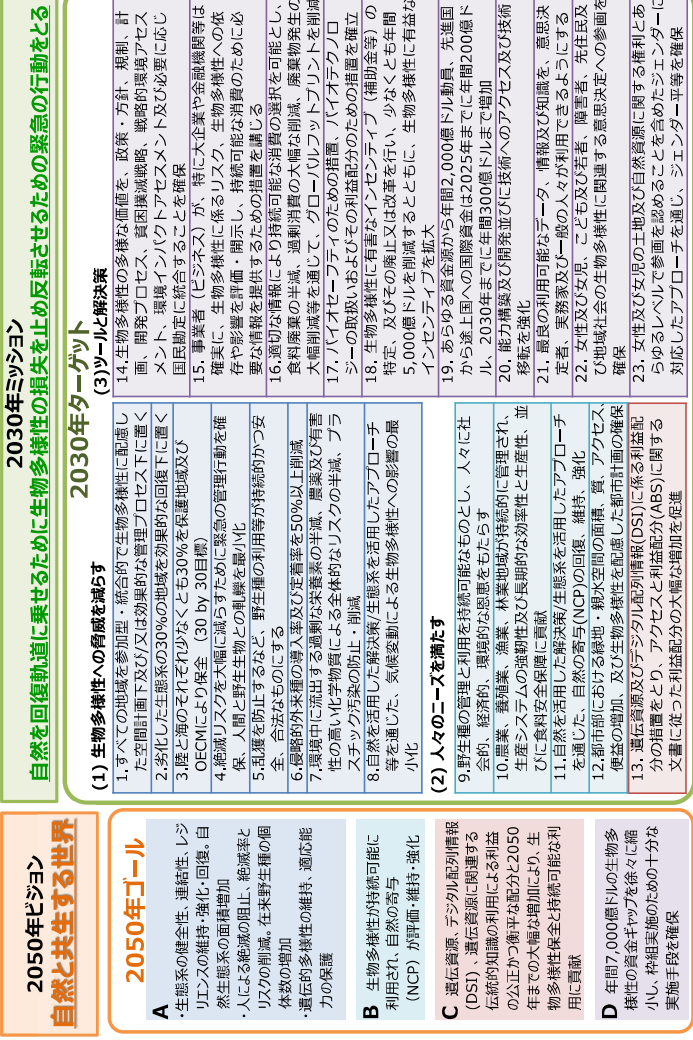 2050年ビジョン
自然と共生する世界
2050年ゴール
A
・生態系の健全性、連結性、レジ
リエンスの維持・強化・回復。自
然生態系の面積増加
・人による絶滅の阻止、絶滅率と
リスクの削減。在来野生種の個
体数の増加
・遺伝的多様性の維持、適応能
力の保護
B
生物多様性が持続可能に
利用され、自然の寄与
（NCP）が評価・維持・強化
C 遺伝資源、デジタル配列情報
(DSI）、遺伝資源に関連する
伝統的知識の利用による利益
の公正かつ衡平な配分と2050
年までの大幅な増加により、生
物多様性保全と持続可能な利
用に貢献
D 年間7,000億ドルの生物多
様性の資金ギャップを徐々に縮
小し、枠組実施のための十分な
実施手段を確保
2030年ミッション
自然を回復軌道に乗せるために生物多様性の損失を止め反転させるための緊急の行動をとる
2030年ターゲット
(1) 生物多様性への脅威を減らす
1.すべての地域を参加型・統合的で生物多様性に配慮し
た空間計画下及び/又は効果的な管理プロセス下に置く
2.劣化した生態系の30%の地域を効果的な回復下に置く
3.陸と海のそれぞれ少なくとも30%を保護地域及び
OECMにより保全 （30 by 30目標）
4.絶滅リスクを大幅に減らすために緊急の管理行動を確
保、人間と野生生物との軋轢を最小化
5.乱獲を防止するなど、野生種の利用等が持続的かつ安
全、合法なものにする
6.侵略的外来種の導入率及び定着率を50%以上削減
7.環境中に流出する過剰な栄養素の半減、農薬及び有害
性の高い化学物質による全体的なリスクの半減、プラ
スチック汚染の防止・削減
8.自然を活用した解決策/生態系を活用したアプローチ
等を通じた、気候変動による生物多様性への影響の最
小化
(2) 人々のニーズを満たす
9.野生種の管理と利用を持続可能なものとし、人々に社
会的、経済的、環境的な恩恵をもたらす
10.農業、養殖業、漁業、林業地域が持続的に管理され、
生産システムの強靭性及び長期的な効率性と生産性、並
びに食料安全保障に貢献
11.自然を活用した解決策/生態系を活用したアプローチ
を通じた、自然の寄与(NCP)の回復、維持、強化
12.都市部における緑地・親水空間の面積、質、アクセス、
便益の増加、及び生物多様性を配慮した都市計画の確保
13. 遺伝資源及びデジタル配列情報(DSI)に係る利益配
分の措置をとり、アクセスと利益配分(ABS)に関する
文書に従った利益配分の大幅な増加を促進
(3)ツールと解決策
14.生物多様性の多様な価値を、政策・方針、規制、計
画、開発プロセス、貧困撲滅戦略、戦略的環境アセス
メント、環境インパクトアセスメント及び必要に応じ
国民勘定に統合することを確保
15. 事業者（ビジネス）が、特に大企業や金融機関等は
確実に、生物多様性に係るリスク、生物多様性への依
存や影響を評価・開示し、持続可能な消費のために必
要な情報を提供するための措置を講じる
16.適切な情報により持続可能な消費の選択を可能とし、
食料廃棄の半減、過剰消費の大幅な削減、廃棄物発生の
大幅削減等を通じて、グローバルフットプリントを削減
17. バイオセーフティのための措置、バイオテクノロ
ジーの取扱いおよびその利益配分のための措置を確立
18. 生物多様性に有害なインセンティブ（補助金等）の
特定、及びその廃止又は改革を行い、少なくとも年間
5,000億ドルを削減するとともに、生物多様性に有益な
インセンティブを拡大
19. あらゆる資金源から年間2,000億ドル動員、先進国
から途上国への国際資金は2025年までに年間200億ド
ル、2030年までに年間300億ドルまで増加
20. 能力構築及び開発並びに技術へのアクセス及び技術
移転を強化
21. 最良の利用可能なデータ、情報及び知識を、意思決
定者、実務家及び一般の人々が利用できるようにする
22. 女性及び女児、こども及び若者、障害者、先住民及
び地域社会の生物多様性に関連する意思決定への参画を
確保
23. 女性及び女児の土地及び自然資源に関する権利とあ
らゆるレベルで参画を認めることを含めたジェンダーに
対応したアプローチを通じ、ジェンダー平等を確保